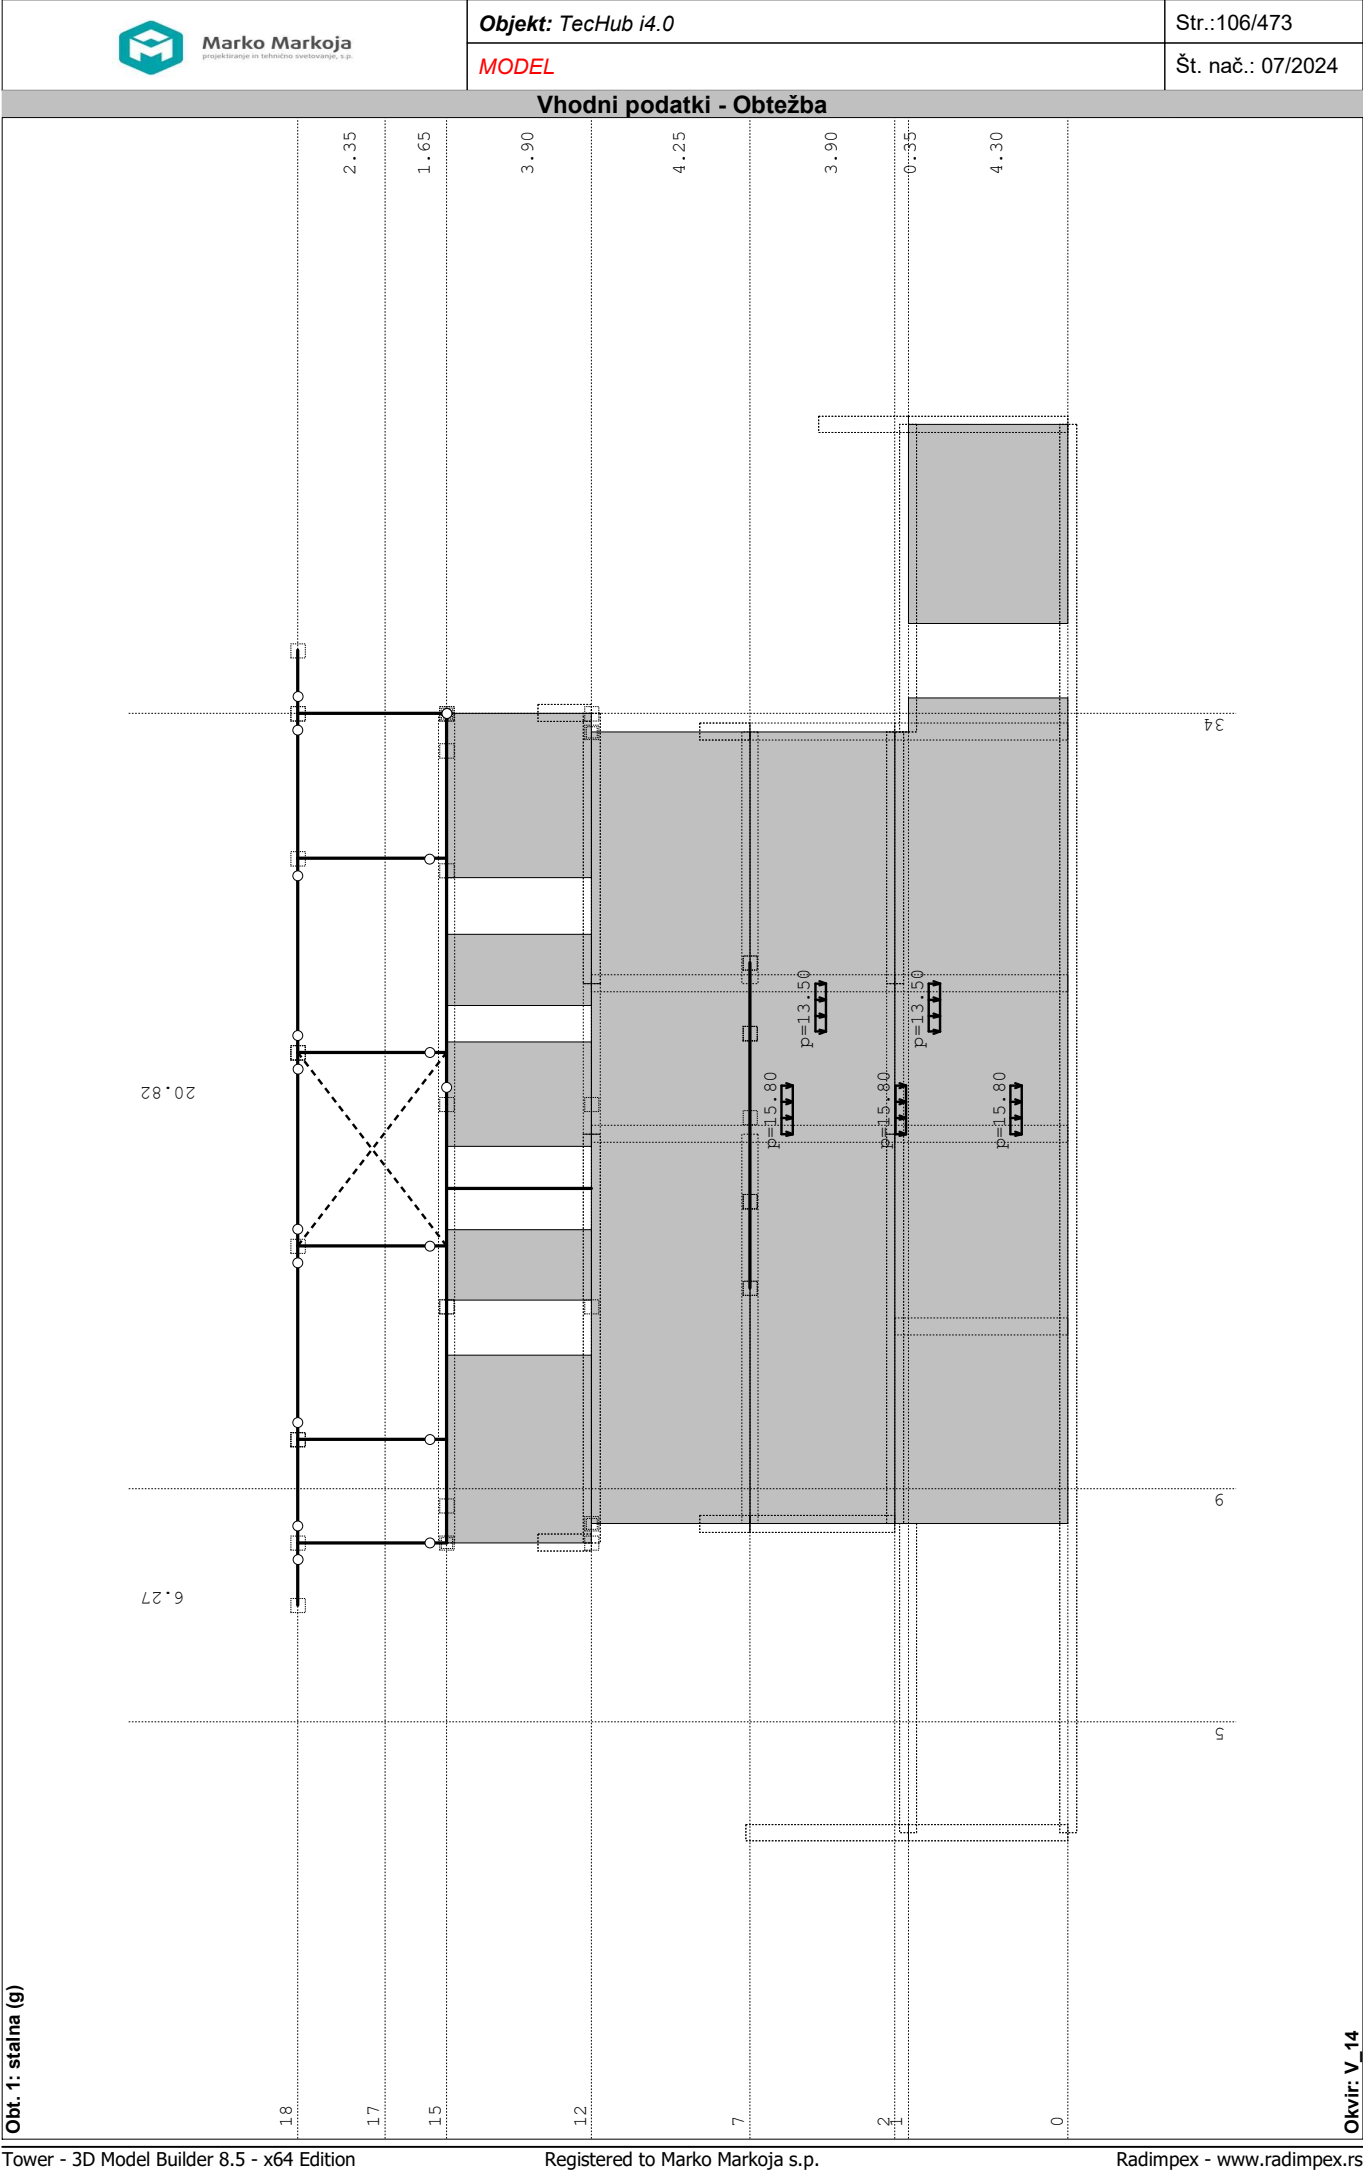 Marko Markoja
projektiranje in tehnično svetovanje, s.p.
Objekt: TecHub i4.0
MODEL
Str.:106/473
Št. nač.: 07/2024
Vhodni podatki - Obtežba
2.35
1.65
3.90
4.25
3.90
0.35
4.30
34
p=13.50
p=13.50
20.82
p=15.80
p=15.80
p=15.80
9
6.27
5
Obt. 1: stalna (g)
Okvir: V_14
18
17
15
12
7
2
1
0
Tower - 3D Model Builder 8.5 - x64 Edition
Registered to Marko Markoja s.p.
Radimpex - www.radimpex.rs